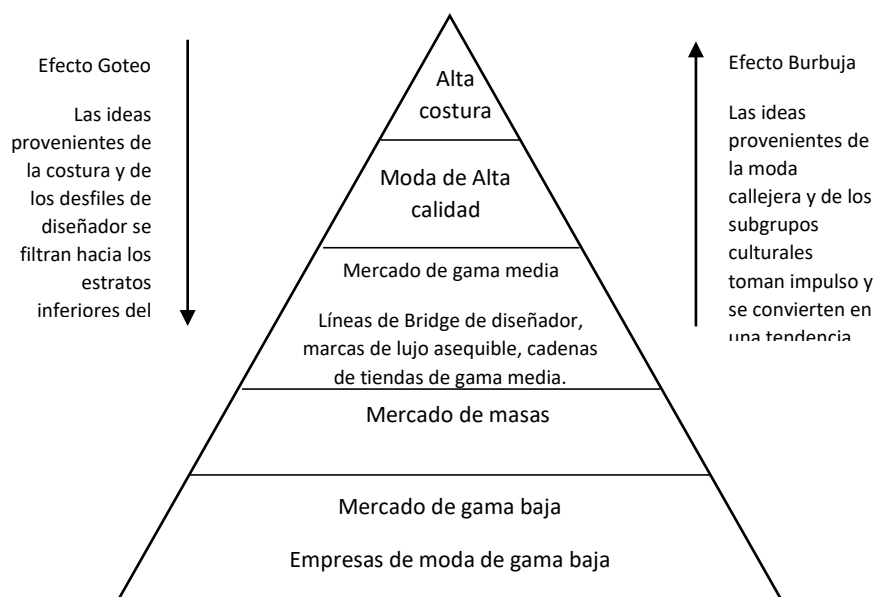 Efecto Goteo
Las ideas
provenientes de
la costura y de
los desfiles de
diseñador se
filtran hacia los
estratos
inferiores del
Alta
costura
Moda de Alta
calidad
Mercado de gama media
Líneas de Bridge de diseñador,
marcas de lujo asequible, cadenas
de tiendas de gama media.
Mercado de masas
Mercado de gama baja
Empresas de moda de gama baja
Efecto Burbuja
Las ideas
provenientes de
la moda
callejera y de los
subgrupos
culturales
toman impulso y
se convierten en
una tendencia